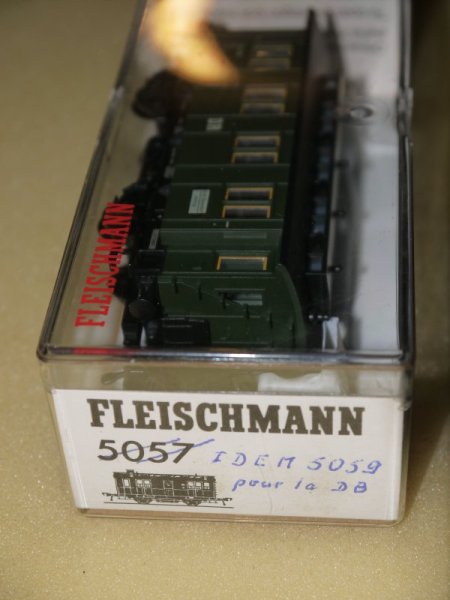 FLEISCHMANN
FLEISCHMANN
5057 IDEM 5059
pour la DB